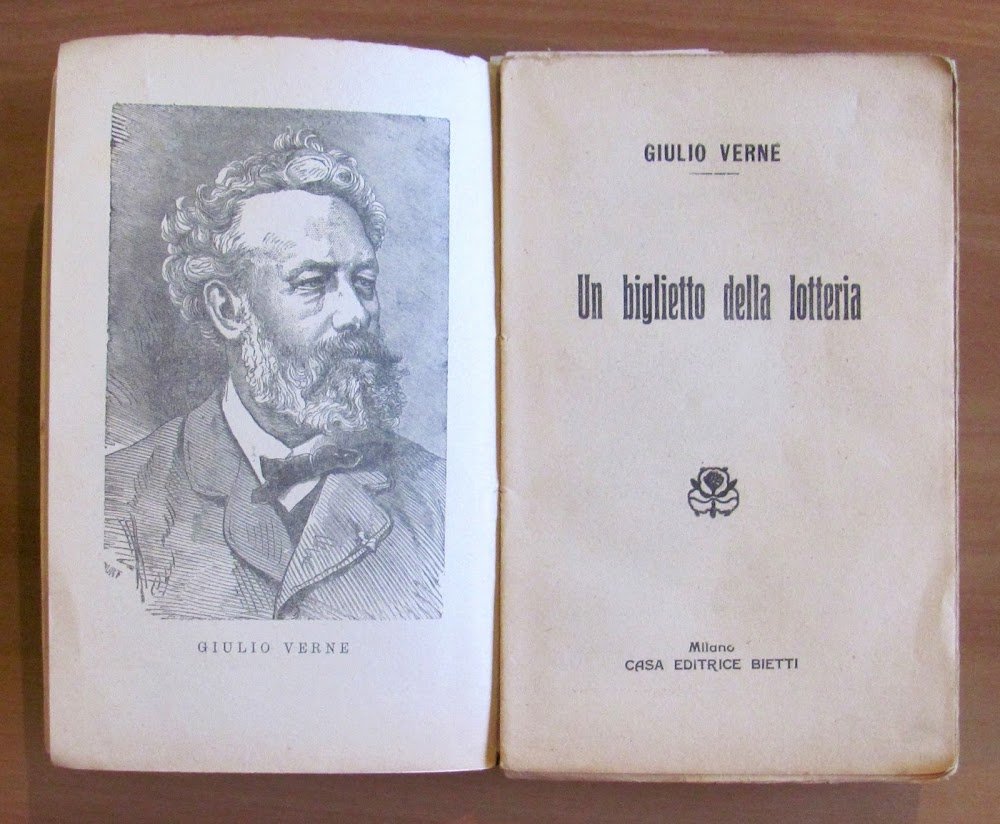 GIULIO VERNE
GIULIO VERNE
Un biglietto della lotteria
Milano
CASA EDITRICE BIETTI